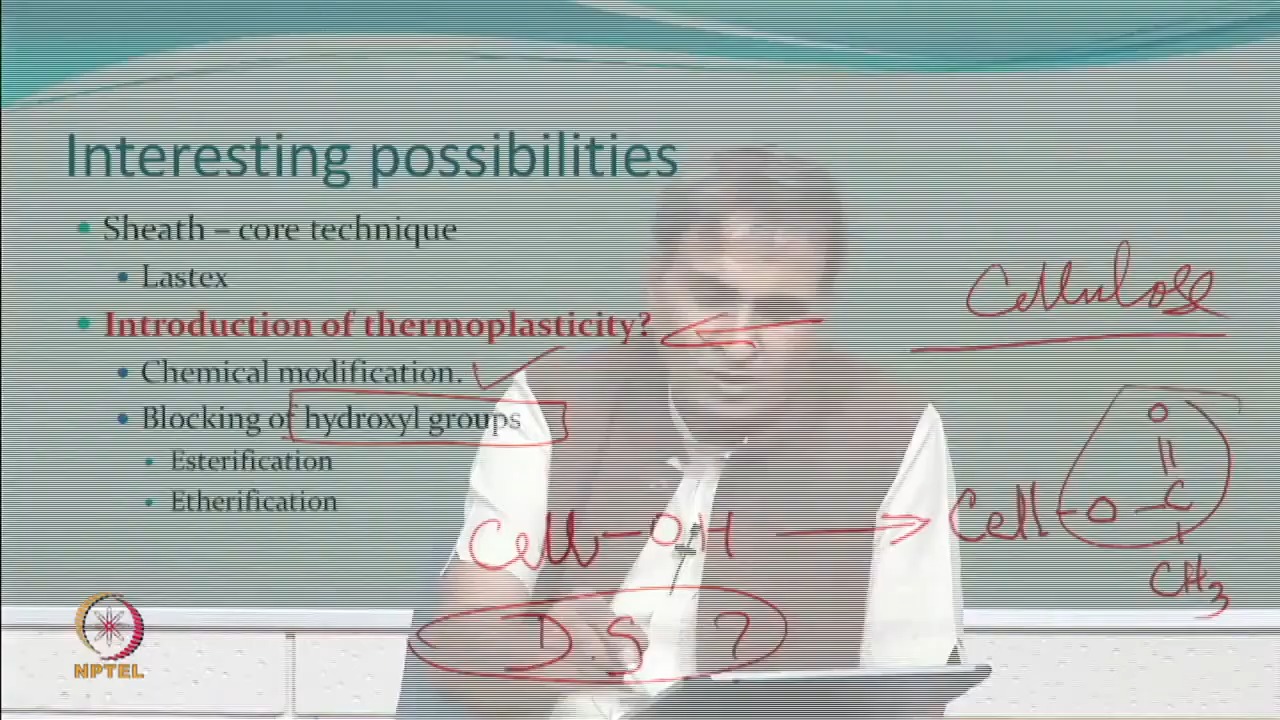 Interesting possibilities
• Sheath – core technique
• Lastex
• Introduction of thermoplasticity?
• Chemical modification.
• Blocking of hydroxyl groups
• Esterification
• Etherification
Cellulose
Cell–OH → Cell–O–C
O
||
CH3
DS ?
NPTEL